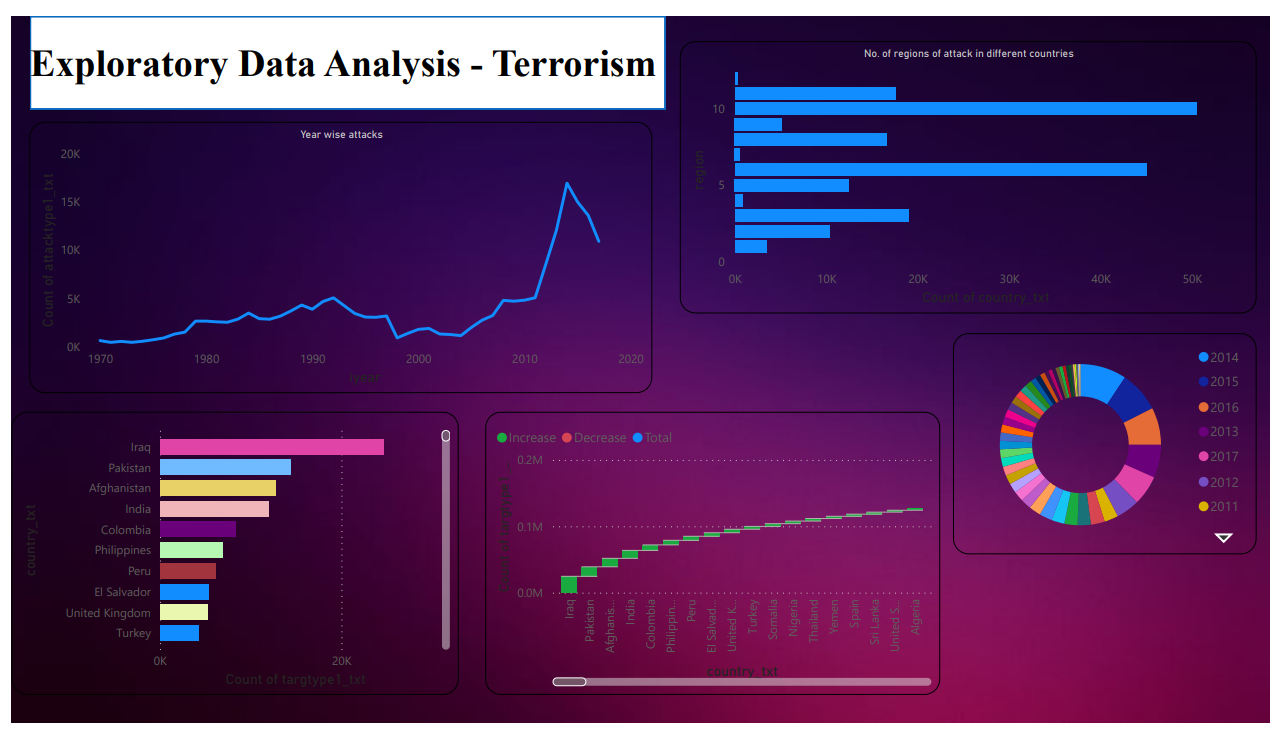 Exploratory Data Analysis - Terrorism
Year wise attacks
20K
15K
10K
5K
0K
Count of attacktype1_txt
1970 1980 1990 2000 2010 2020
iyear
No. of regions of attack in different countries
region
10
5
0
0K 10K 20K 30K 40K 50K
Count of country_txt
country_txt
Iraq
Pakistan
Afghanistan
India
Colombia
Philippines
Peru
El Salvador
United Kingdom
Turkey
0K 20K
Count of targtype1_txt
Increase Decrease Total
0.2M
0.1M
0.0M
Iraq
Pakistan
Afghanis...
India
Colombia
Philippin...
Peru
El Salvad...
United K...
Turkey
Somalia
Nigeria
Thailand
Yemen
Spain
Sri Lanka
United S...
Algeria
country_txt
2014
2015
2016
2013
2017
2012
2011